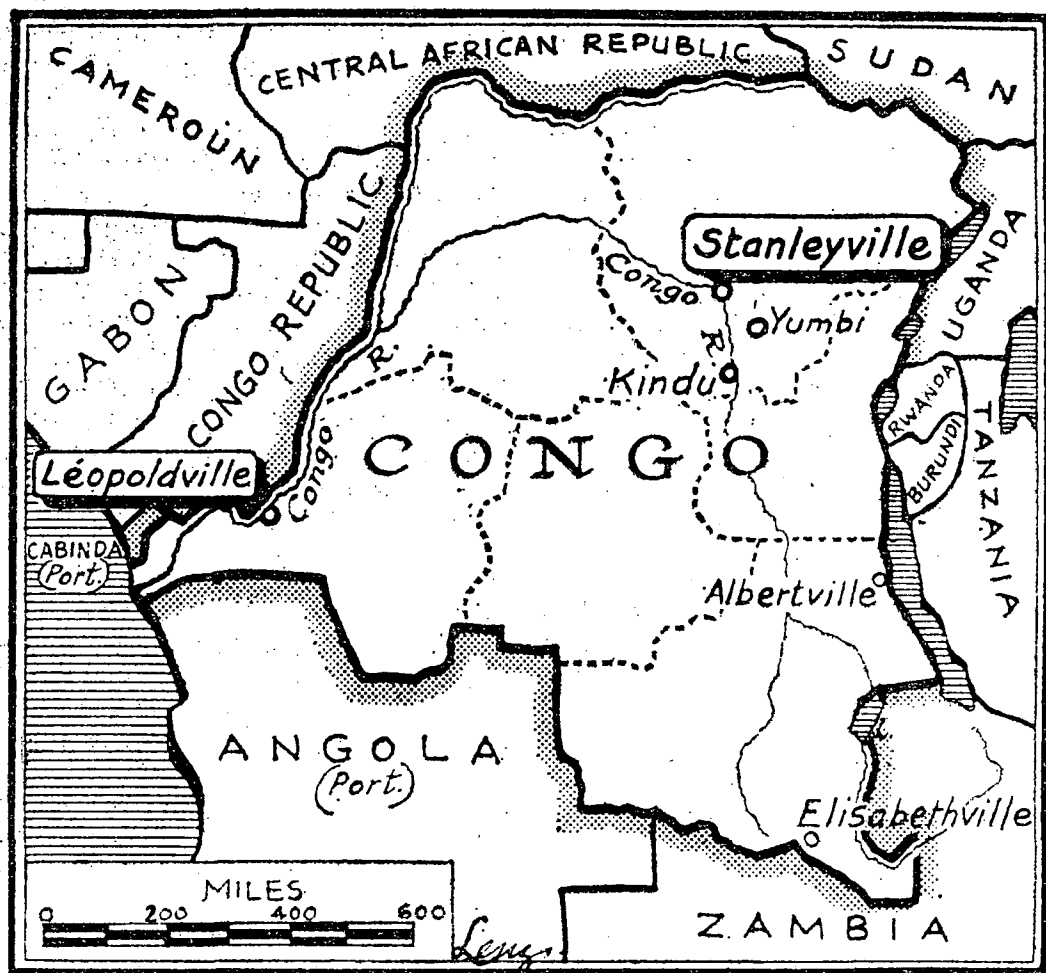 CAMEROUN
CENTRAL AFRICAN REPUBLIC
SUDAN
CONGO REPUBLIC
GABON
Stanleyville
UGANDA
Congo
R.
Yumbi
Kindu
R.
RWANDA
BURUNDI
TANZANIA
CONGO
Léopoldville
Congo
CABINDA
(Port.)
Albertville
ANGOLA
(Port.)
Elisabethville
ZAMBIA
MILES
0 200 400 600
Lenz